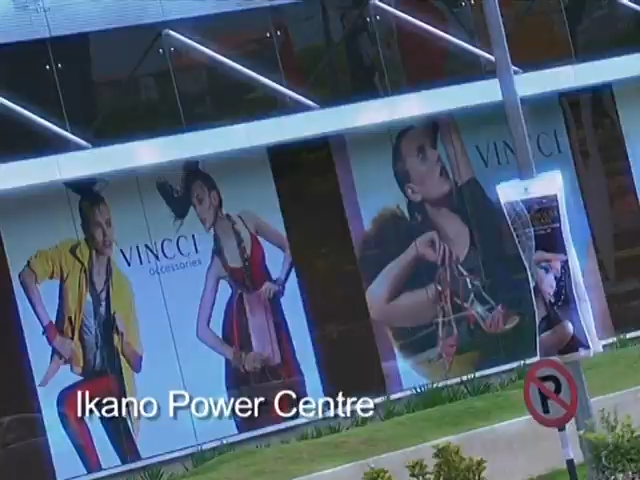 VINCCI
VINCCI
accessories
Ikano Power Centre
P